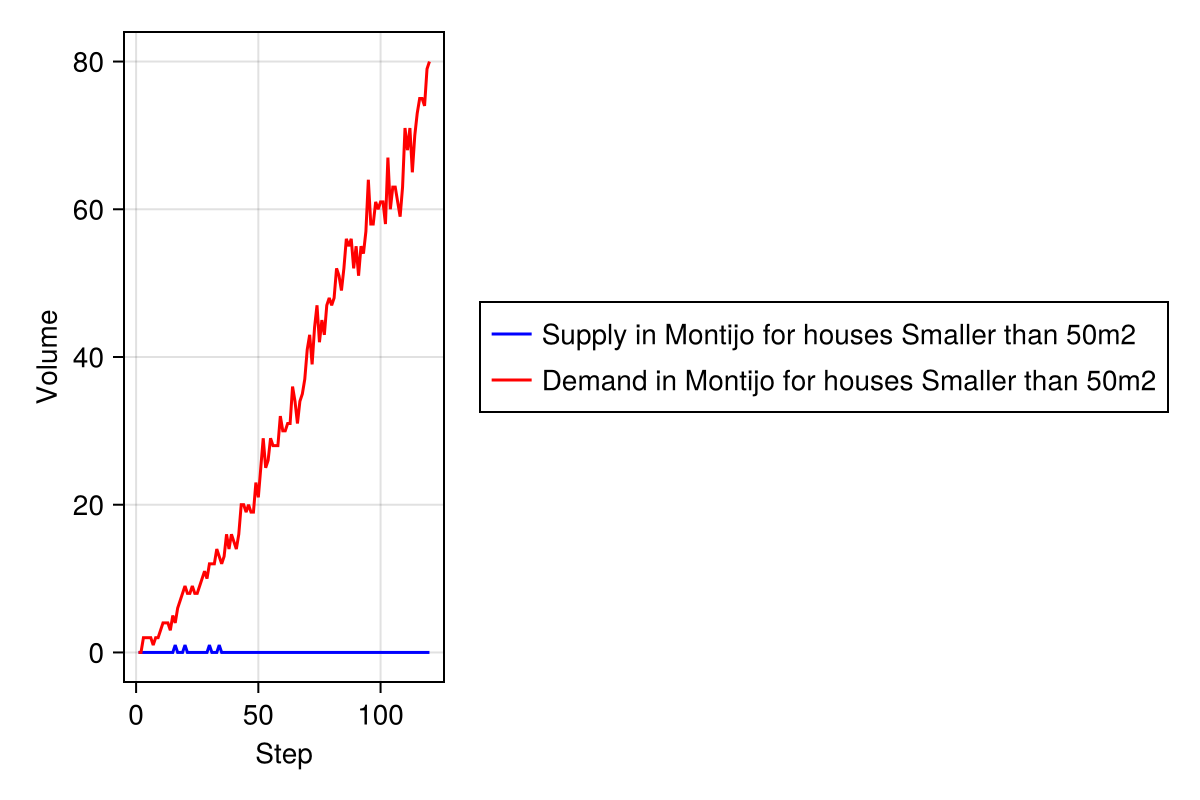 80
60
40
20
0
Volume
0 50 100
Step
Supply in Montijo for houses Smaller than 50m2
Demand in Montijo for houses Smaller than 50m2